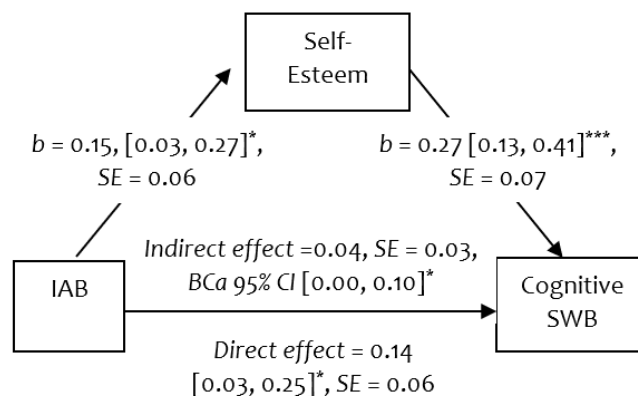 Self-
Esteem
b = 0.15, [0.03, 0.27]*,
SE = 0.06
b = 0.27 [0.13, 0.41]***,
SE = 0.07
Indirect effect =0.04, SE = 0.03,
BCa 95% CI [0.00, 0.10]*
IAB
Cognitive
SWB
Direct effect = 0.14
[0.03, 0.25]*, SE = 0.06